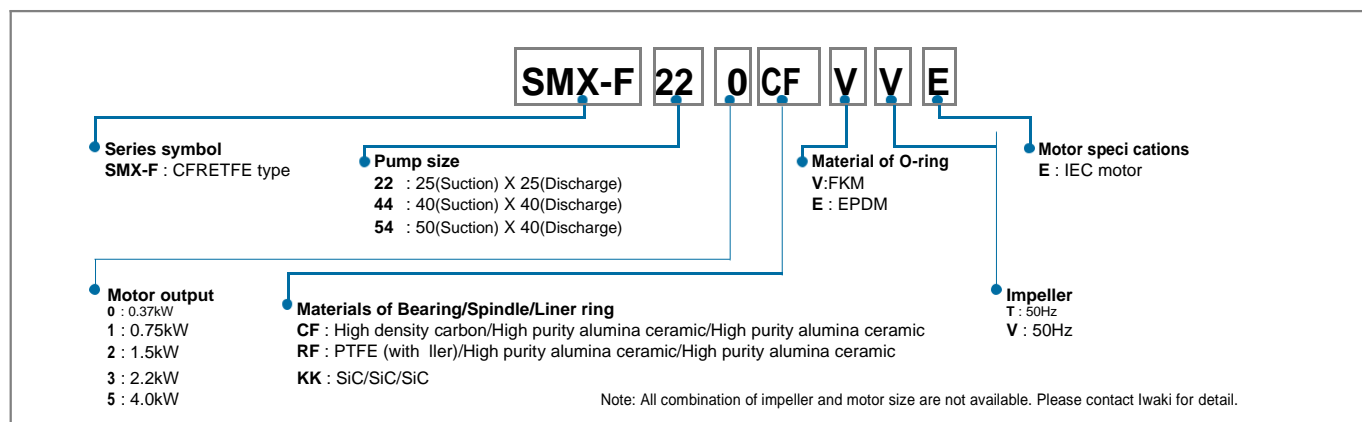 SMX-F 22 0 CF V V E
Series symbol
SMX-F : CFRETFE type
Pump size
22 : 25(Suction) X 25(Discharge)
44 : 40(Suction) X 40(Discharge)
54 : 50(Suction) X 40(Discharge)
Material of O-ring
V:FKM
E : EPDM
Motor speci cations
E : IEC motor
Motor output
0 : 0.37kW
1 : 0.75kW
2 : 1.5kW
3 : 2.2kW
5 : 4.0kW
Materials of Bearing/Spindle/Liner ring
CF : High density carbon/High purity alumina ceramic/High purity alumina ceramic
RF : PTFE (with ller)/High purity alumina ceramic/High purity alumina ceramic
KK : SiC/SiC/SiC
Impeller
T : 50Hz
V : 50Hz
Note: All combination of impeller and motor size are not available. Please contact Iwaki for detail.